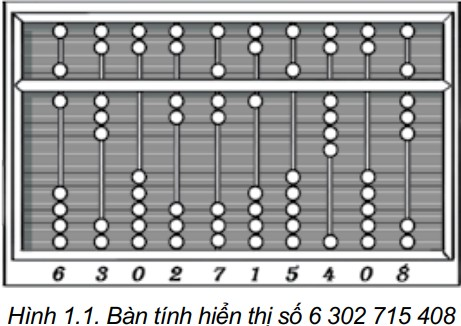 6 3 0 2 7 1 5 4 0 8
Hình 1.1. Bàn tính hiển thị số 6 302 715 408